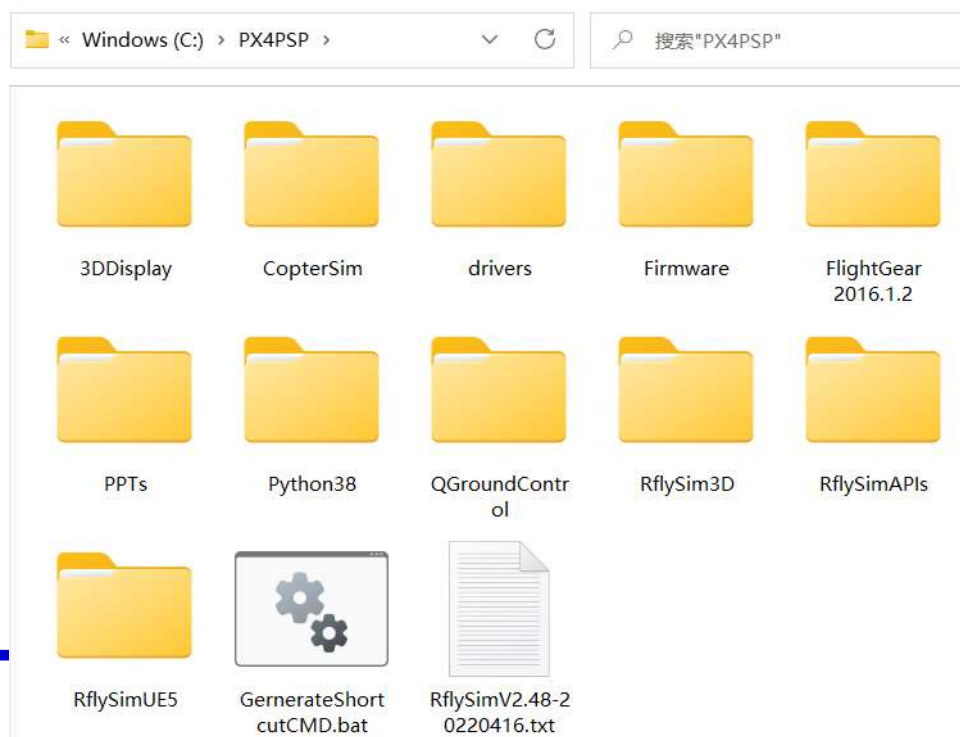 « Windows (C:) › PX4PSP ›
搜索"PX4PSP"
3DDisplay
CopterSim
drivers
Firmware
FlightGear
2016.1.2
PPTs
Python38
QGroundContr
ol
RflySim3D
RflySimAPIs
RflySimUE5
GernerateShort
cutCMD.bat
RflySimV2.48-2
0220416.txt